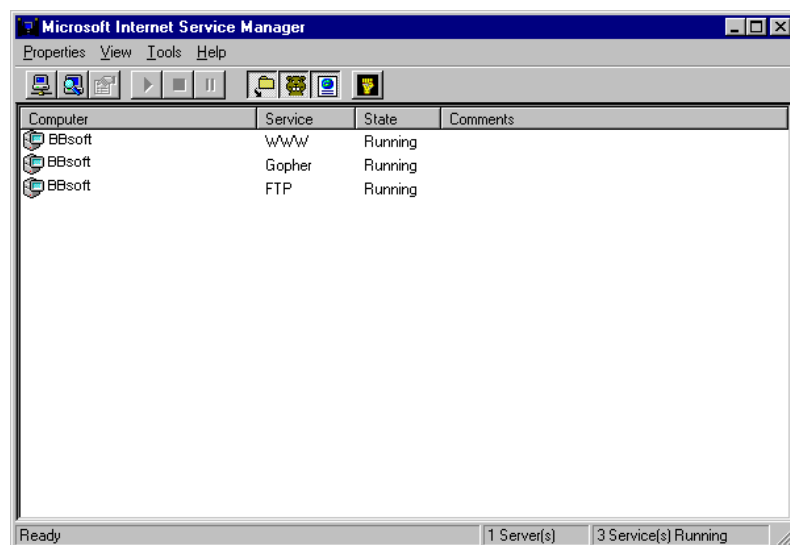 Microsoft Internet Service Manager
Properties View Tools Help
Computer Service State Comments
BBsoft WWW Running
BBsoft Gopher Running
BBsoft FTP Running
Ready 1 Server(s) 3 Service(s) Running